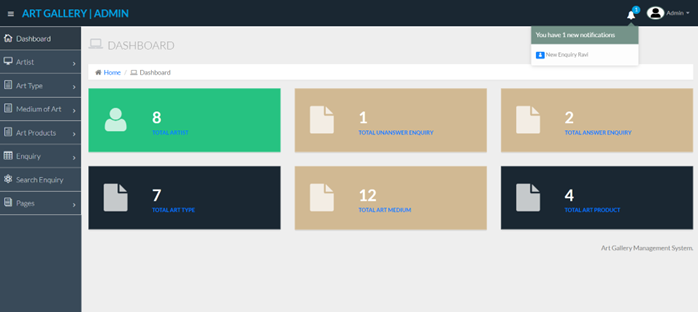 ART GALLERY | ADMIN
1
Admin
You have 1 new notifications
New Enquiry Ravi
Dashboard
Artist
Art Type
Medium of Art
Art Products
Enquiry
Search Enquiry
Pages
DASHBOARD
Home / Dashboard
8
TOTAL ARTIST
1
TOTAL UNANSWER ENQUIRY
2
TOTAL ANSWER ENQUIRY
7
TOTAL ART TYPE
12
TOTAL ART MEDIUM
4
TOTAL ART PRODUCT
Art Gallery Management System.